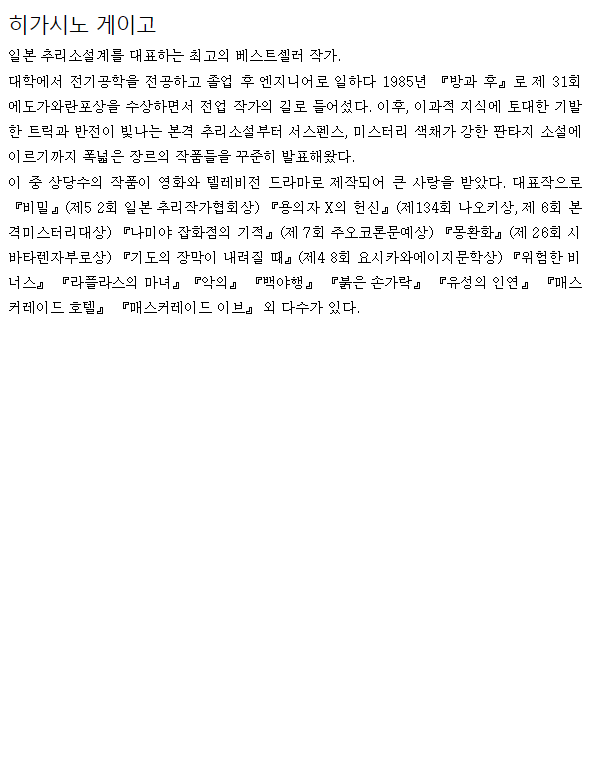 히가시노 게이고
일본 추리소설계를 대표하는 최고의 베스트셀러 작가.
대학에서 전기공학을 전공하고 졸업 후 엔지니어로 일하다 1985년 『방과 후』로 제 31회
에도가와란포상을 수상하면서 전업 작가의 길로 들어섰다. 이후, 이과적 지식에 토대한 기발
한 트릭과 반전이 빛나는 본격 추리소설부터 서스펜스, 미스터리 색채가 강한 판타지 소설에
이르기까지 폭넓은 장르의 작품들을 꾸준히 발표해왔다.
이 중 상당수의 작품이 영화와 텔레비전 드라마로 제작되어 큰 사랑을 받았다. 대표작으로
『비밀』(제5 2회 일본 추리작가협회상) 『용의자 X의 헌신』(제134회 나오키상, 제 6회 본
격미스터리대상) 『나미야 잡화점의 기적』(제 7회 주오코론문예상) 『몽환화』(제 26회 시
바타렌자부로상) 『기도의 장막이 내려질 때』(제4 8회 요시카와에이지문학상) 『위험한 비
너스』 『라플라스의 마녀』 『악의』 『백야행』 『붉은 손가락』 『유성의 인연』 『매스
커레이드 호텔』 『매스커레이드 이브』 외 다수가 있다.